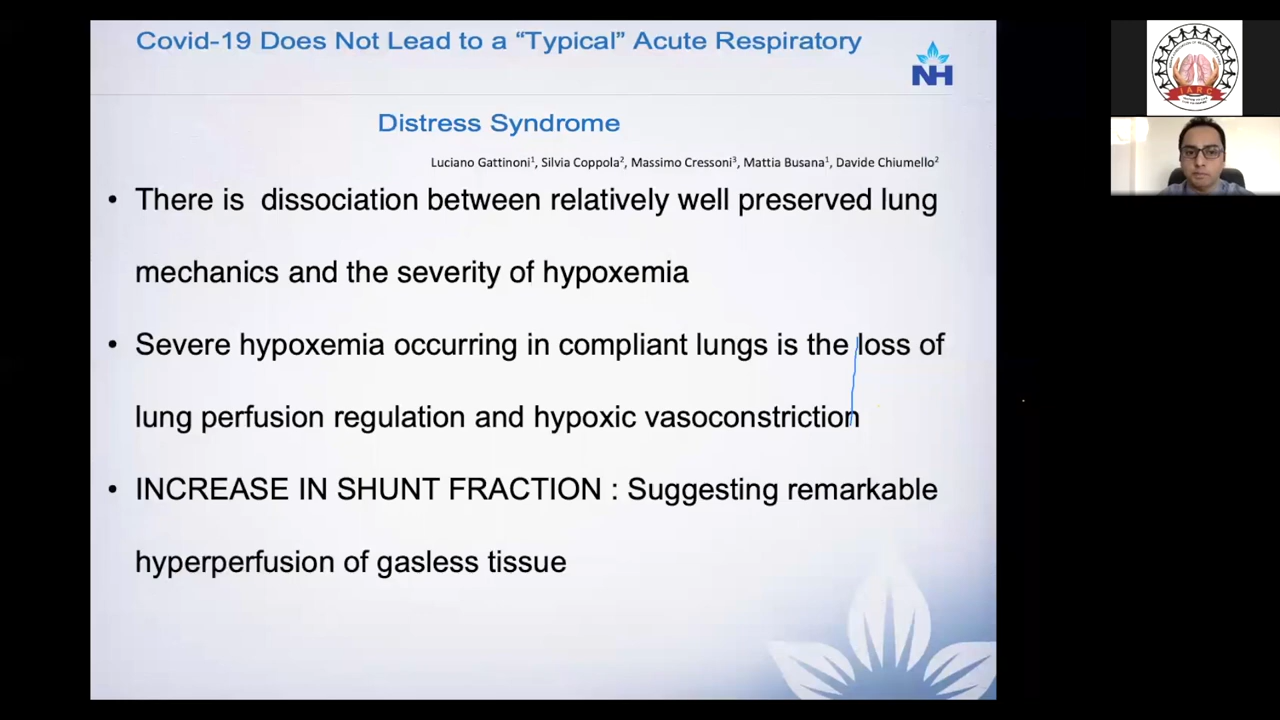 Covid-19 Does Not Lead to a “Typical” Acute Respiratory
NH
Distress Syndrome
Luciano Gattinoni1, Silvia Coppola2, Massimo Cressoni3, Mattia Busana1, Davide Chiumello2
• There is dissociation between relatively well preserved lung
mechanics and the severity of hypoxemia
• Severe hypoxemia occurring in compliant lungs is the loss of
lung perfusion regulation and hypoxic vasoconstriction
• INCREASE IN SHUNT FRACTION : Suggesting remarkable
hyperperfusion of gasless tissue
IARC